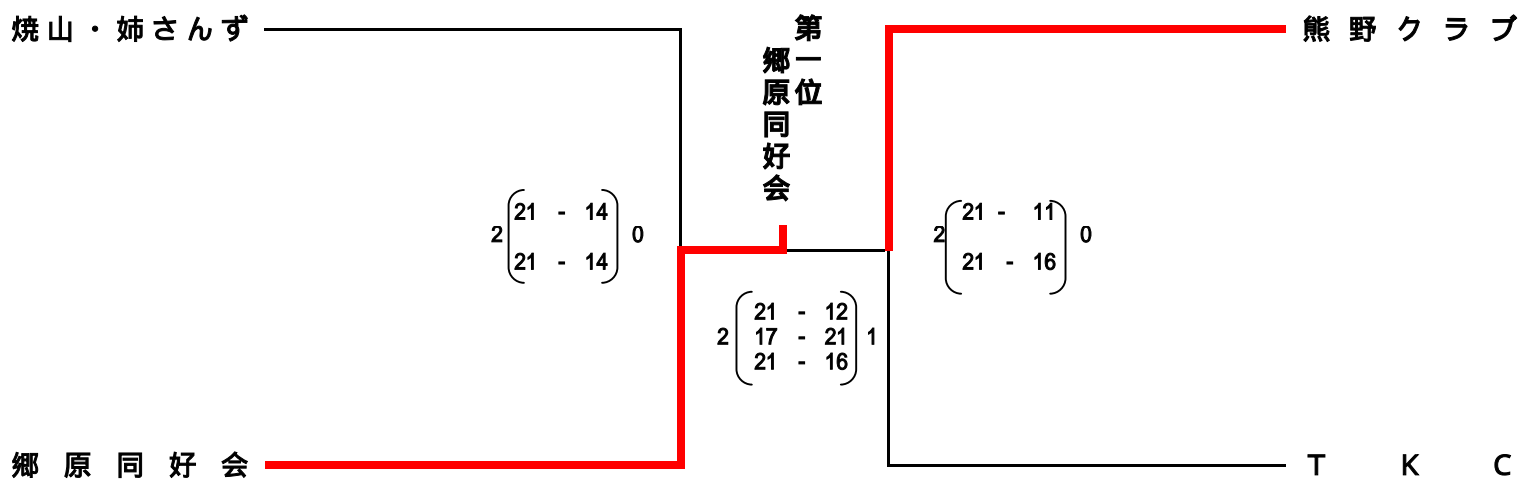 焼山・姉さんず
第一位
郷原同好会
熊野クラブ
2 21 - 14 0
21 - 14
2 21 - 11 0
21 - 16
21 - 12
2 17 - 21 1
21 - 16
郷原同好会
TKC